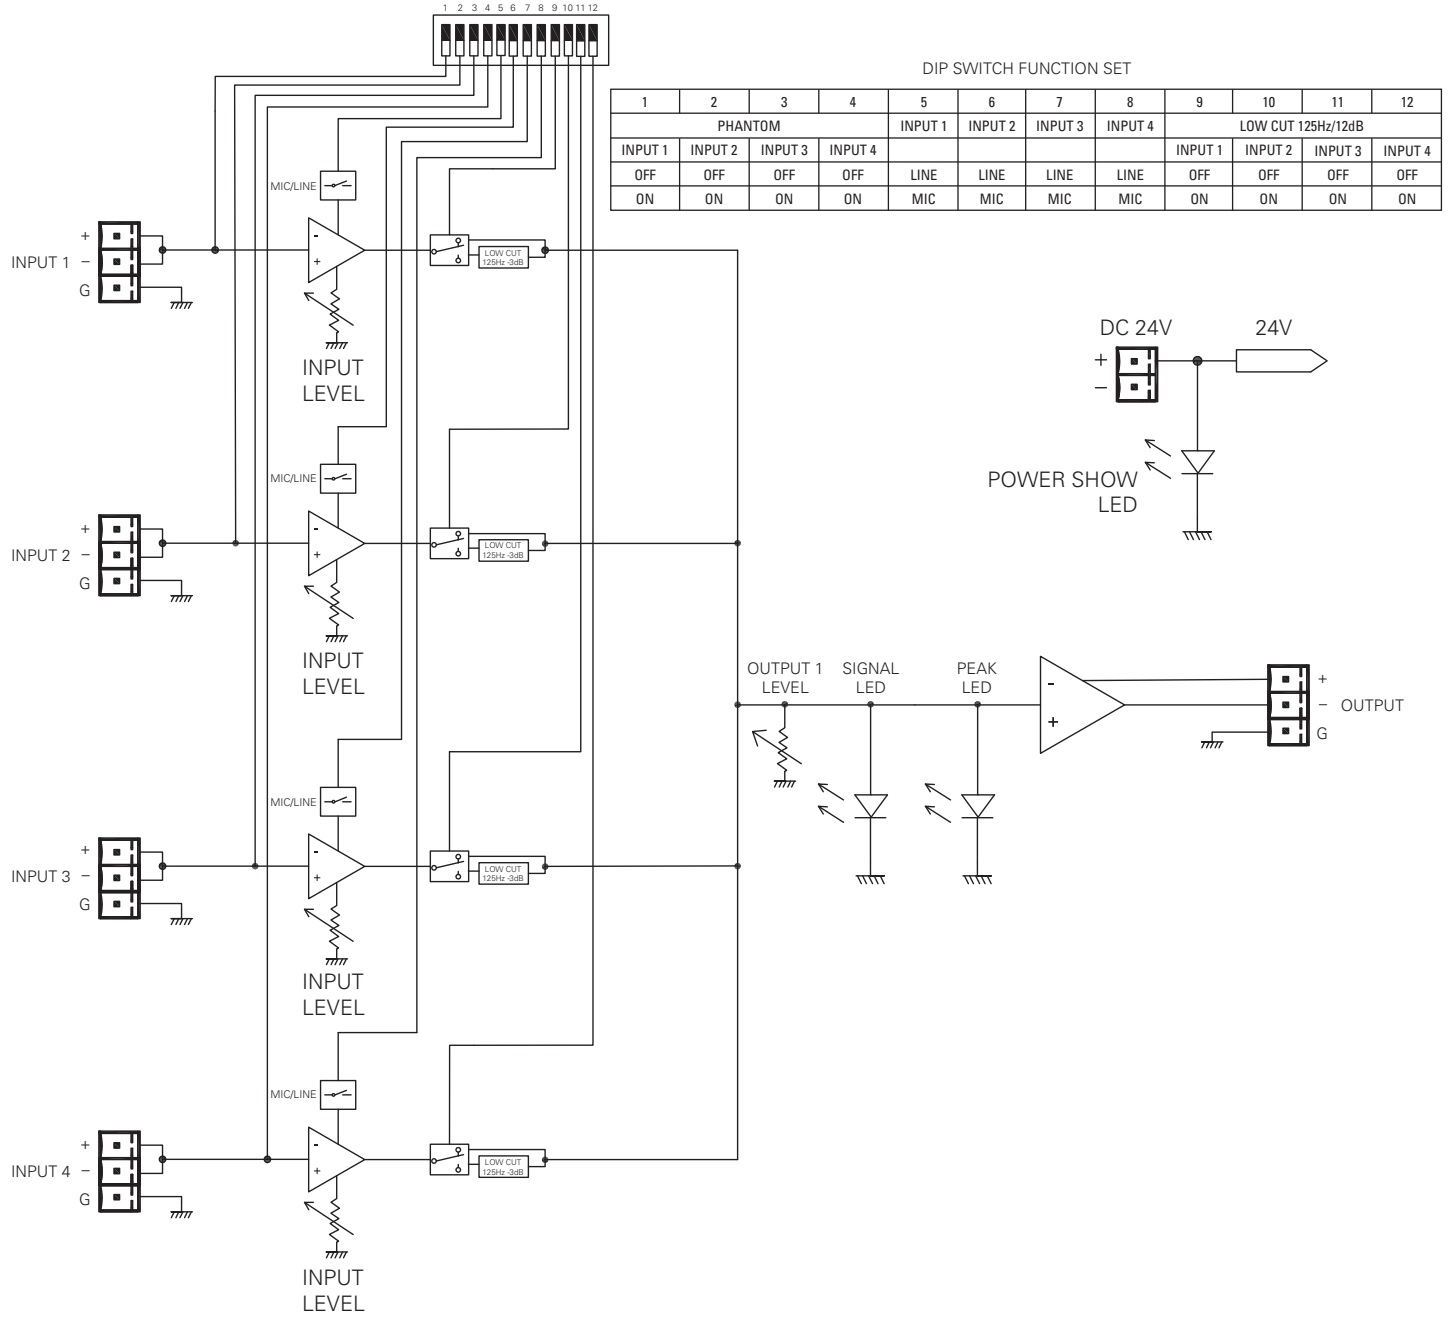 1 2 3 4 5 6 7 8 9 10 11 12
DIP SWITCH FUNCTION SET
1 2 3 4 5 6 7 8 9 10 11 12
PHANTOM INPUT 1 INPUT 2 INPUT 3 INPUT 4 LOW CUT 125Hz/12dB
INPUT 1 INPUT 2 INPUT 3 INPUT 4 INPUT 1 INPUT 2 INPUT 3 INPUT 4
OFF OFF OFF OFF LINE LINE LINE LINE OFF OFF OFF OFF
ON ON ON ON MIC MIC MIC MIC ON ON ON ON
MIC/LINE
+
INPUT 1 –
G
-
+
LOW CUT
125Hz -3dB
INPUT
LEVEL
DC 24V
24V
+
–
POWER SHOW
LED
MIC/LINE
+
INPUT 2 –
G
-
+
LOW CUT
125Hz -3dB
INPUT
LEVEL
OUTPUT 1
LEVEL
SIGNAL
LED
PEAK
LED
-
+
+
– OUTPUT
G
MIC/LINE
+
INPUT 3 –
G
-
+
LOW CUT
125Hz -3dB
INPUT
LEVEL
MIC/LINE
+
INPUT 4 –
G
-
+
LOW CUT
125Hz -3dB
INPUT
LEVEL